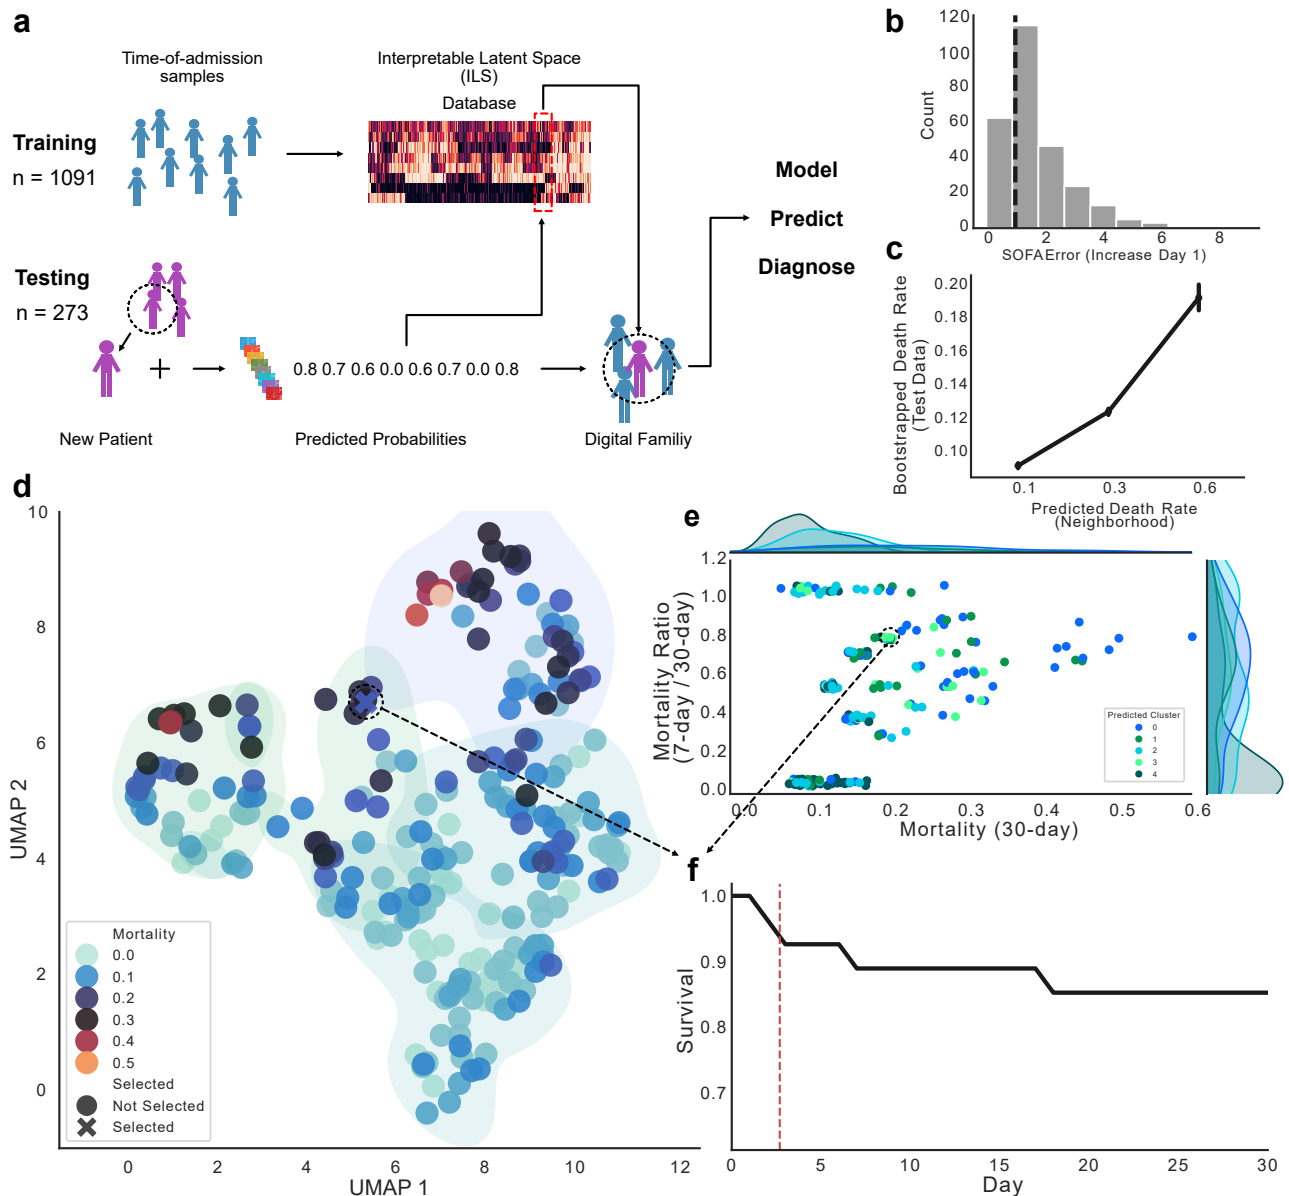 a
Time-of-admission
samples
Interpretable Latent Space
(ILS)
Database
Training
n = 1091
Testing
n = 273
0.8 0.7 0.6 0.0 0.6 0.7 0.0 0.8
New Patient
Predicted Probabilities
Digital Familiy
Model
Predict
Diagnose
b
120
100
80
60
40
20
0
Count
0 2 4 6 8
SOFAError (Increase Day 1)
c
0.20
0.18
0.16
0.14
0.12
0.10
Bootstrapped Death Rate
(Test Data)
0.1 0.3 0.6
Predicted Death Rate
(Neighborhood)
d
10
8
6
4
2
0
UMAP 2
Mortality
0.0
0.1
0.2
0.3
0.4
0.5
Selected
Not Selected
Selected
0 2 4 6 8 10 12
UMAP 1
e
1.2
1.0
0.8
0.6
0.4
0.2
0.0
Mortality Ratio
(7-day / 30-day)
Predicted Cluster
0
1
2
3
4
0.0 0.1 0.2 0.3 0.4 0.5 0.6
Mortality (30-day)
f
1.0
0.9
0.8
0.7
Survival
0 5 10 15 20 25 30
Day